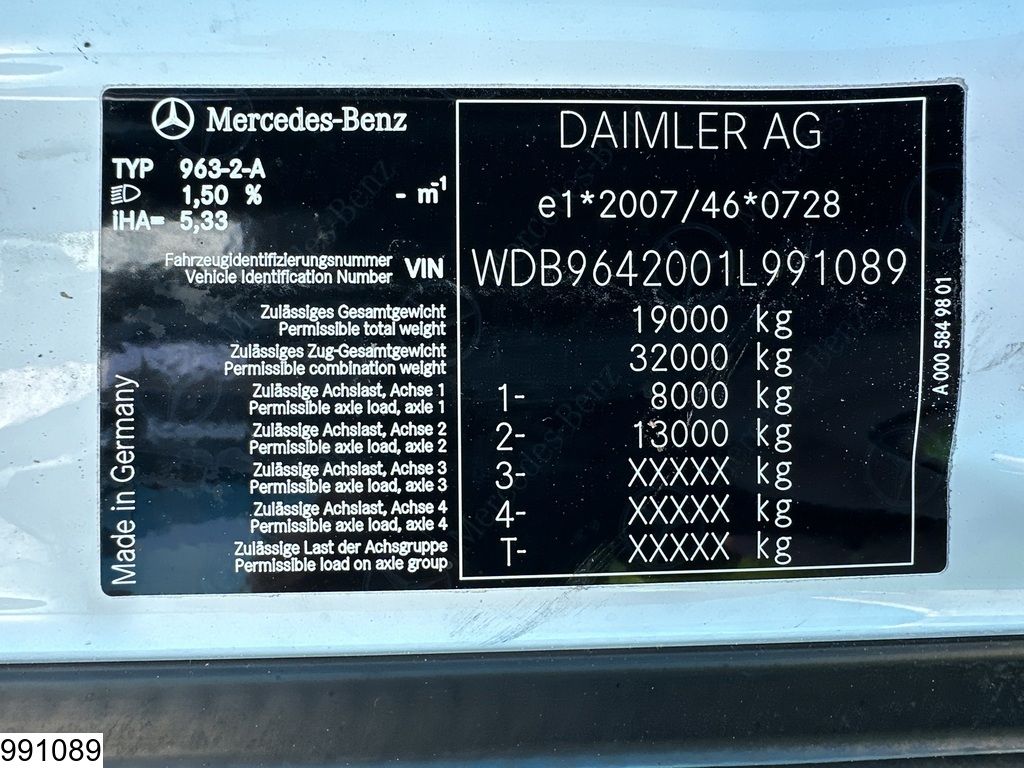 Mercedes-Benz
TYP 963-2-A
1,50 % - m-1
iHA= 5,33
DAIMLER AG
e1*2007/46*0728
Fahrzeugidentifizierungsnummer
Vehicle Identification Number VIN WDB9642001L991089
Zulässiges Gesamtgewicht
Permissible total weight 19000 kg
Zulässiges Zug-Gesamtgewicht
Permissible combination weight 32000 kg
Zulässige Achslast, Achse 1
Permissible axle load, axle 1 1- 8000 kg
Zulässige Achslast, Achse 2
Permissible axle load, axle 2 2- 13000 kg
Zulässige Achslast, Achse 3
Permissible axle load, axle 3 3- XXXXX kg
Zulässige Achslast, Achse 4
Permissible axle load, axle 4 4- XXXXX kg
Zulässige Last der Achsgruppe
Permissible load on axle group T- XXXXX kg
Made in Germany
A 000 584 98 01
991089